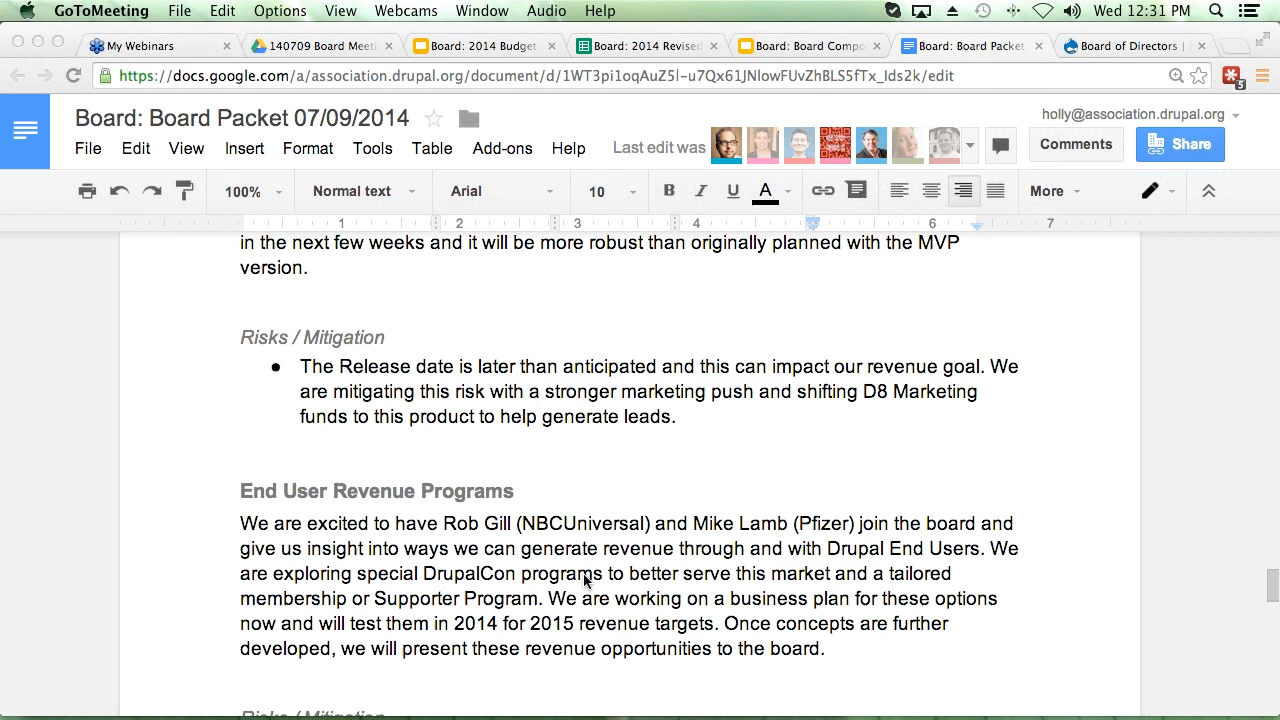 GoToMeeting File Edit Options View Webcams Window Audio Help Wed 12:31 PM
My Webinars 140709 Board Meeti Board: 2014 Budge Board: 2014 Revised Board: Board Comp Board: Board Packet Board of Directors
https://docs.google.com/a/association.drupal.org/document/d/1WT3pi1oqAuZ5l-u7Qx61JNlowFUvZhBLS5fTx_Ids2k/edit
5
Board: Board Packet 07/09/2014
holly@association.drupal.org
File Edit View Insert Format Tools Table Add-ons Help Last edit was
Comments Share
100% Normal text Arial 10 B I U A More
1 2 3 4 6 7
in the next few weeks and it will be more robust than originally planned with the MVP
version.
Risks / Mitigation
● The Release date is later than anticipated and this can impact our revenue goal. We
are mitigating this risk with a stronger marketing push and shifting D8 Marketing
funds to this product to help generate leads.
End User Revenue Programs
We are excited to have Rob Gill (NBCUniversal) and Mike Lamb (Pfizer) join the board and
give us insight into ways we can generate revenue through and with Drupal End Users. We
are exploring special DrupalCon programs to better serve this market and a tailored
membership or Supporter Program. We are working on a business plan for these options
now and will test them in 2014 for 2015 revenue targets. Once concepts are further
developed, we will present these revenue opportunities to the board.
Risks / Mitigation